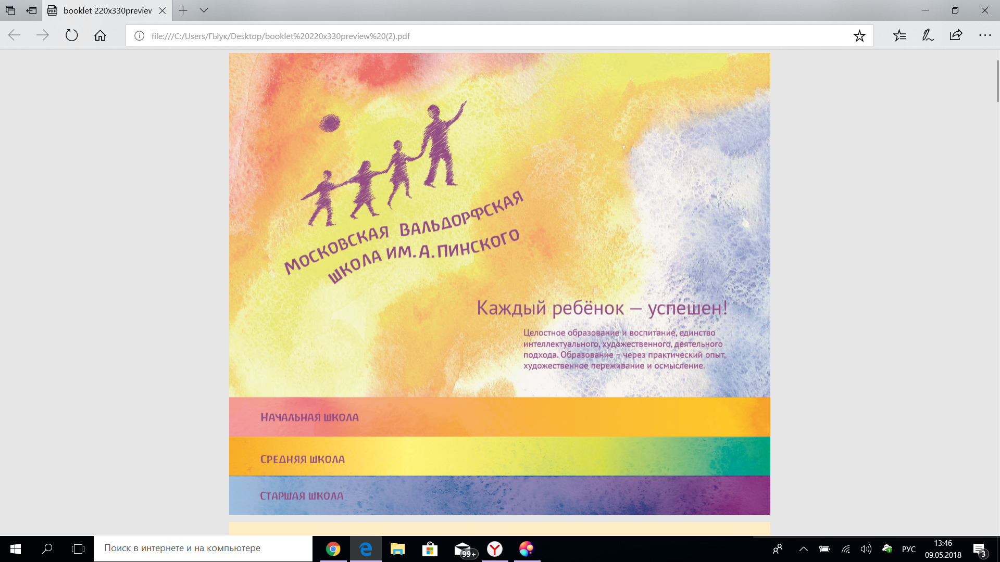 booklet 220x330preview
file:///C:/Users/ГЫук/Desktop/booklet%20220x330preview%20(2).pdf
МОСКОВСКАЯ ВАЛЬДОРФСКАЯ
ШКОЛА ИМ. А. ПИНСКОГО
Каждый ребёнок — успешен!
Целостное образование и воспитание, единство
интеллектуального, художественного, деятельного
подхода. Образование – через практический опыт,
художественное переживание и осмысление.
НАЧАЛЬНАЯ ШКОЛА
СРЕДНЯЯ ШКОЛА
СТАРШАЯ ШКОЛА
Поиск в интернете и на компьютере
99+
РУС
13:46
09.05.2018
3